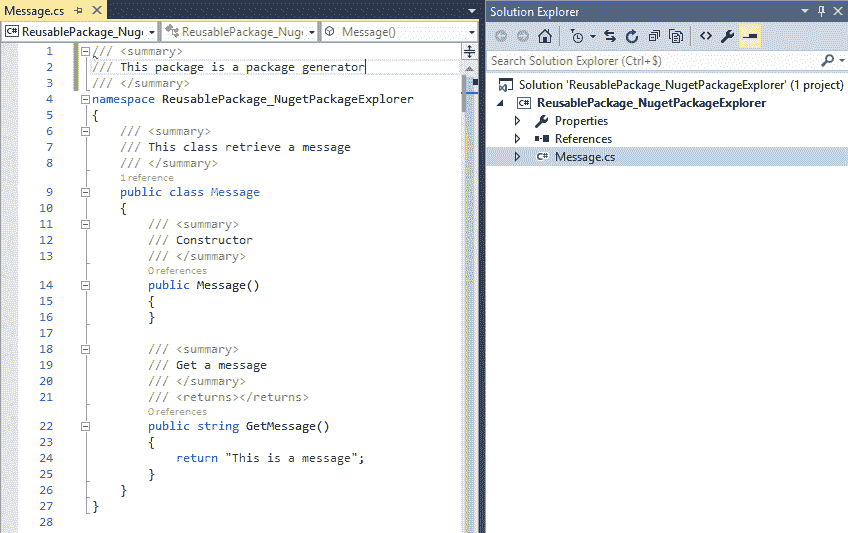 Message.cs
ReusablePackage_Nug
ReusablePackage_Nug
Message()
1 /// <summary>
2 /// This package is a package generator
3 /// </summary>
4 namespace ReusablePackage_NugetPackageExplorer
5 {
6 /// <summary>
7 /// This class retrieve a message
8 /// </summary>
1 reference
9 public class Message
10 {
11 /// <summary>
12 /// Constructor
13 /// </summary>
0 references
14 public Message()
15 {
16 }
17
18 /// <summary>
19 /// Get a message
20 /// </summary>
21 /// <returns></returns>
0 references
22 public string GetMessage()
23 {
24 return "This is a message";
25 }
26 }
27 }
28
Solution Explorer
Search Solution Explorer (Ctrl+$)
Solution 'ReusablePackage_NugetPackageExplorer' (1 project)
C# ReusablePackage_NugetPackageExplorer
Properties
References
C# Message.cs